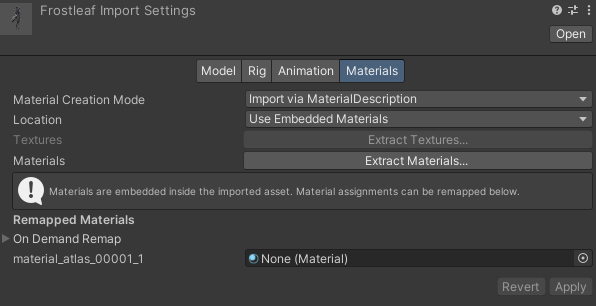 Frostleaf Import Settings
Open
Model Rig Animation Materials
Material Creation Mode Import via MaterialDescription
Location Use Embedded Materials
Textures Extract Textures...
Materials Extract Materials...
Materials are embedded inside the imported asset. Material assignments can be remapped below.
Remapped Materials
On Demand Remap
material_atlas_00001_1 None (Material)
Revert Apply